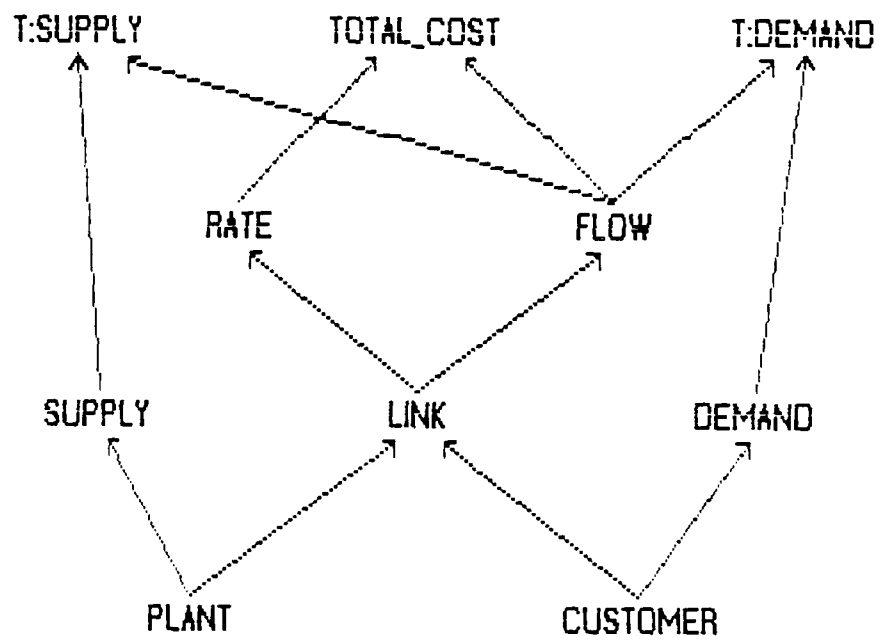 T:SUPPLY TOTAL_COST T:DEMAND
RATE FLOW
SUPPLY LINK DEMAND
PLANT CUSTOMER